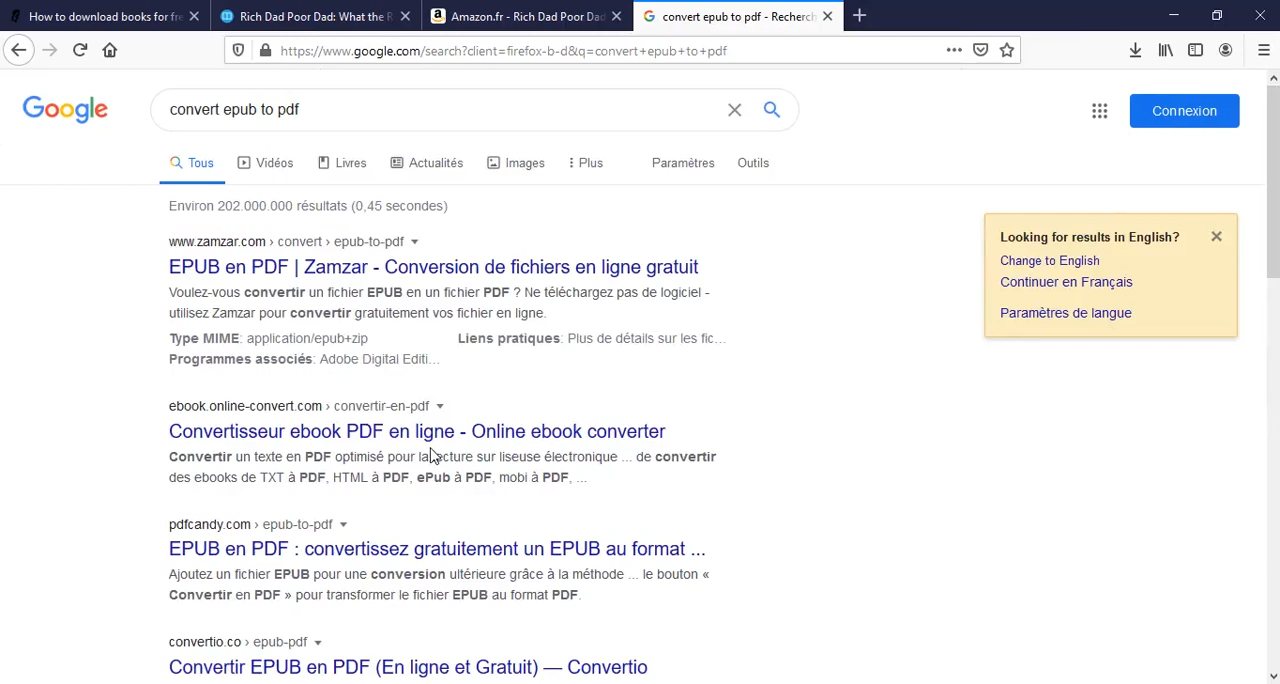 How to download books for fre
Rich Dad Poor Dad: What the R
Amazon.fr - Rich Dad Poor Dad
convert epub to pdf - Recherch
https://www.google.com/search?client=firefox-b-d&q=convert+epub+to+pdf
Google
convert epub to pdf
Connexion
Tous
Vidéos
Livres
Actualités
Images
Plus
Paramètres
Outils
Environ 202.000.000 résultats (0,45 secondes)
www.zamzar.com › convert › epub-to-pdf
EPUB en PDF | Zamzar - Conversion de fichiers en ligne gratuit
Voulez-vous convertir un fichier EPUB en un fichier PDF ? Ne téléchargez pas de logiciel -
utilisez Zamzar pour convertir gratuitement vos fichier en ligne.
Type MIME: application/epub+zip
Liens pratiques: Plus de détails sur les fic...
Programmes associés: Adobe Digital Editi...
ebook.online-convert.com › convertir-en-pdf
Convertisseur ebook PDF en ligne - Online ebook converter
Convertir un texte en PDF optimisé pour la lecture sur liseuse électronique ... de convertir
des ebooks de TXT à PDF, HTML à PDF, ePub à PDF, mobi à PDF, ...
pdfcandy.com › epub-to-pdf
EPUB en PDF : convertissez gratuitement un EPUB au format ...
Ajoutez un fichier EPUB pour une conversion ultérieure grâce à la méthode ... le bouton «
Convertir en PDF » pour transformer le fichier EPUB au format PDF.
convertio.co › epub-pdf
Convertir EPUB en PDF (En ligne et Gratuit) — Convertio
Looking for results in English?
Change to English
Continuer en Français
Paramètres de langue